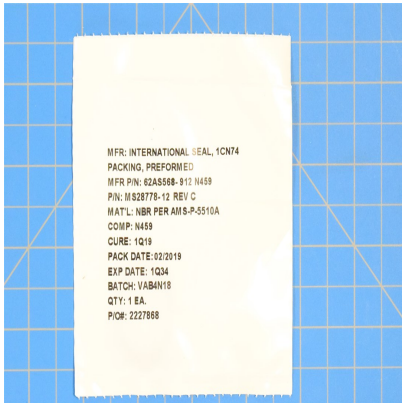 MFR: INTERNATIONAL SEAL, 1CN74
PACKING, PREFORMED
MFR P/N: 62AS568-912 N459
P/N: MS28778-12 REV C
MAT'L: NBR PER AMS-P-5510A
COMP: N459
CURE: 1Q19
PACK DATE: 02/2019
EXP DATE: 1Q34
BATCH: VAB4N18
QTY: 1 EA.
P/O#: 2227868